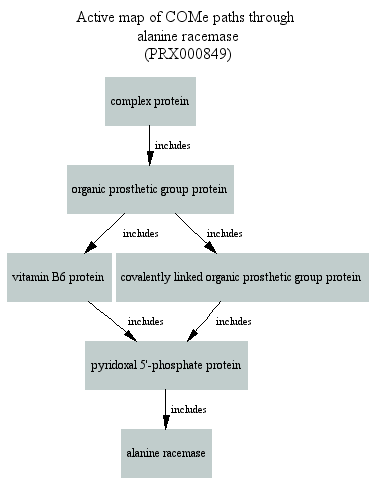 Active map of COMe paths through
alanine racemase
(PRX000849)
complex protein
includes
organic prosthetic group protein
includes
includes
vitamin B6 protein
covalently linked organic prosthetic group protein
includes
includes
pyridoxal 5'-phosphate protein
includes
alanine racemase